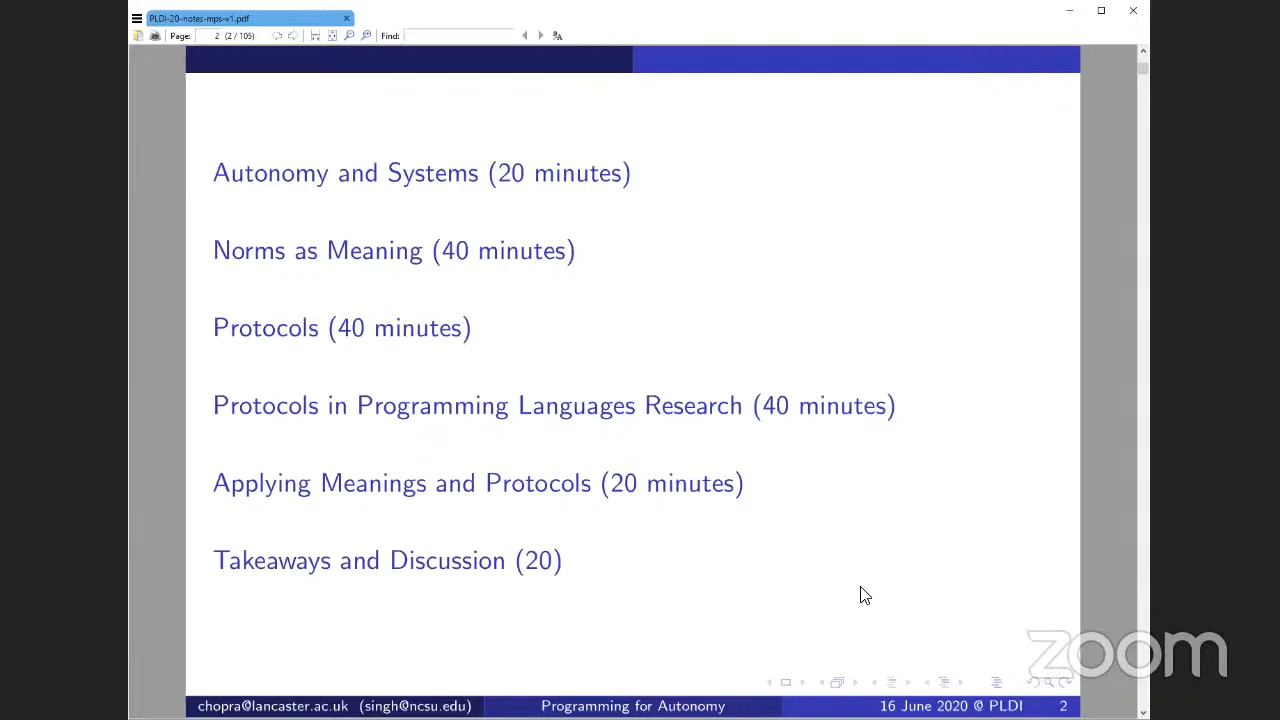 PLDI-20-notes-mps-v1.pdf
Page: 2 (2 / 105) Find:
Autonomy and Systems (20 minutes)
Norms as Meaning (40 minutes)
Protocols (40 minutes)
Protocols in Programming Languages Research (40 minutes)
Applying Meanings and Protocols (20 minutes)
Takeaways and Discussion (20)
zoom
chopra@lancaster.ac.uk (singh@ncsu.edu) Programming for Autonomy 16 June 2020 @ PLDI 2